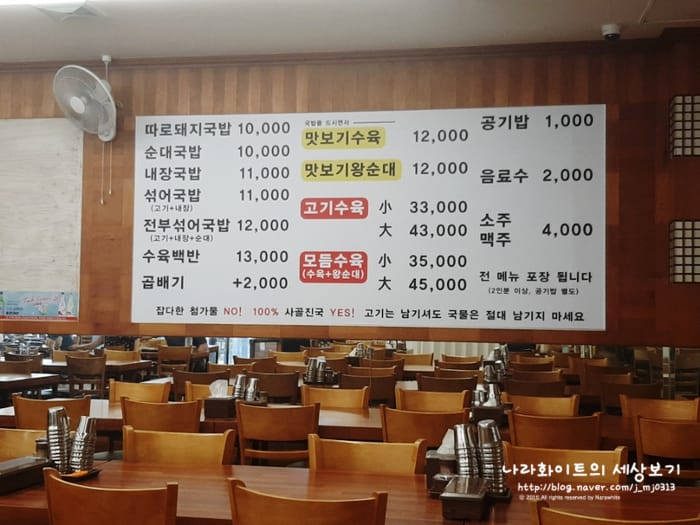 따로돼지국밥 10,000
순대국밥 10,000
내장국밥 11,000
섞어국밥 11,000
(고기+내장)
전부섞어국밥 12,000
(고기+내장+순대)
수육백반 13,000
곱배기 +2,000
국밥을 드시면서
맛보기수육 12,000
맛보기왕순대 12,000
고기수육 小 33,000
大 43,000
모듬수육 小 35,000
(수육+왕순대) 大 45,000
공기밥 1,000
음료수 2,000
소주
맥주 4,000
전 메뉴 포장 됩니다
(2인분 이상, 공기밥 별도)
잡다한 첨가물 NO! 100% 사골진국 YES! 고기는 남기셔도 국물은 절대 남기지 마세요
나라화이트의 세상보기
http://blog.naver.com/j_mj0313
All rights reserved by Narawhite